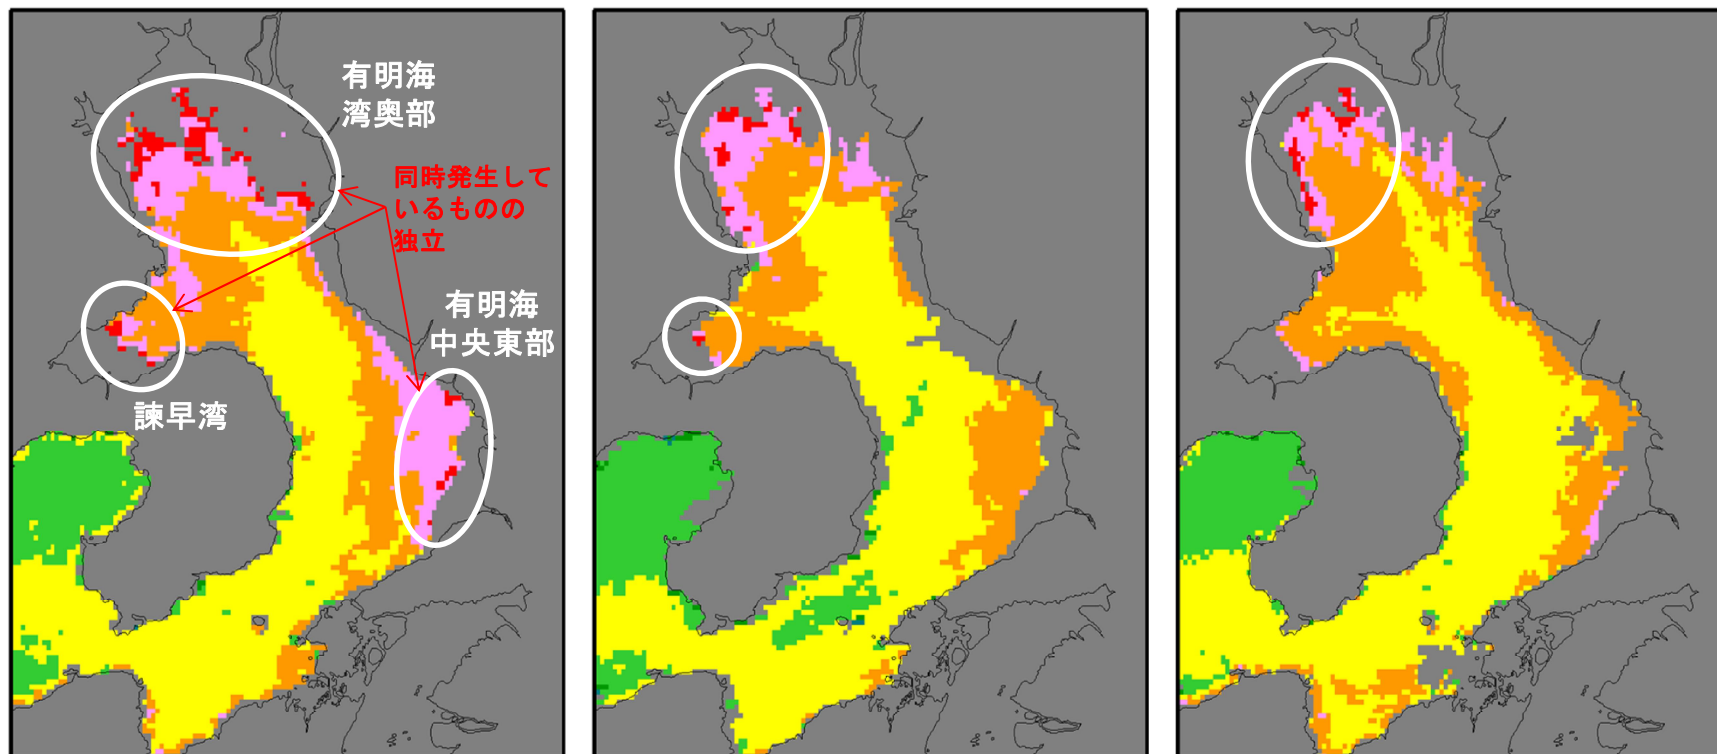 有明海
湾奥部
同時発生して
いるものの
独立
有明海
中央東部
諫早湾